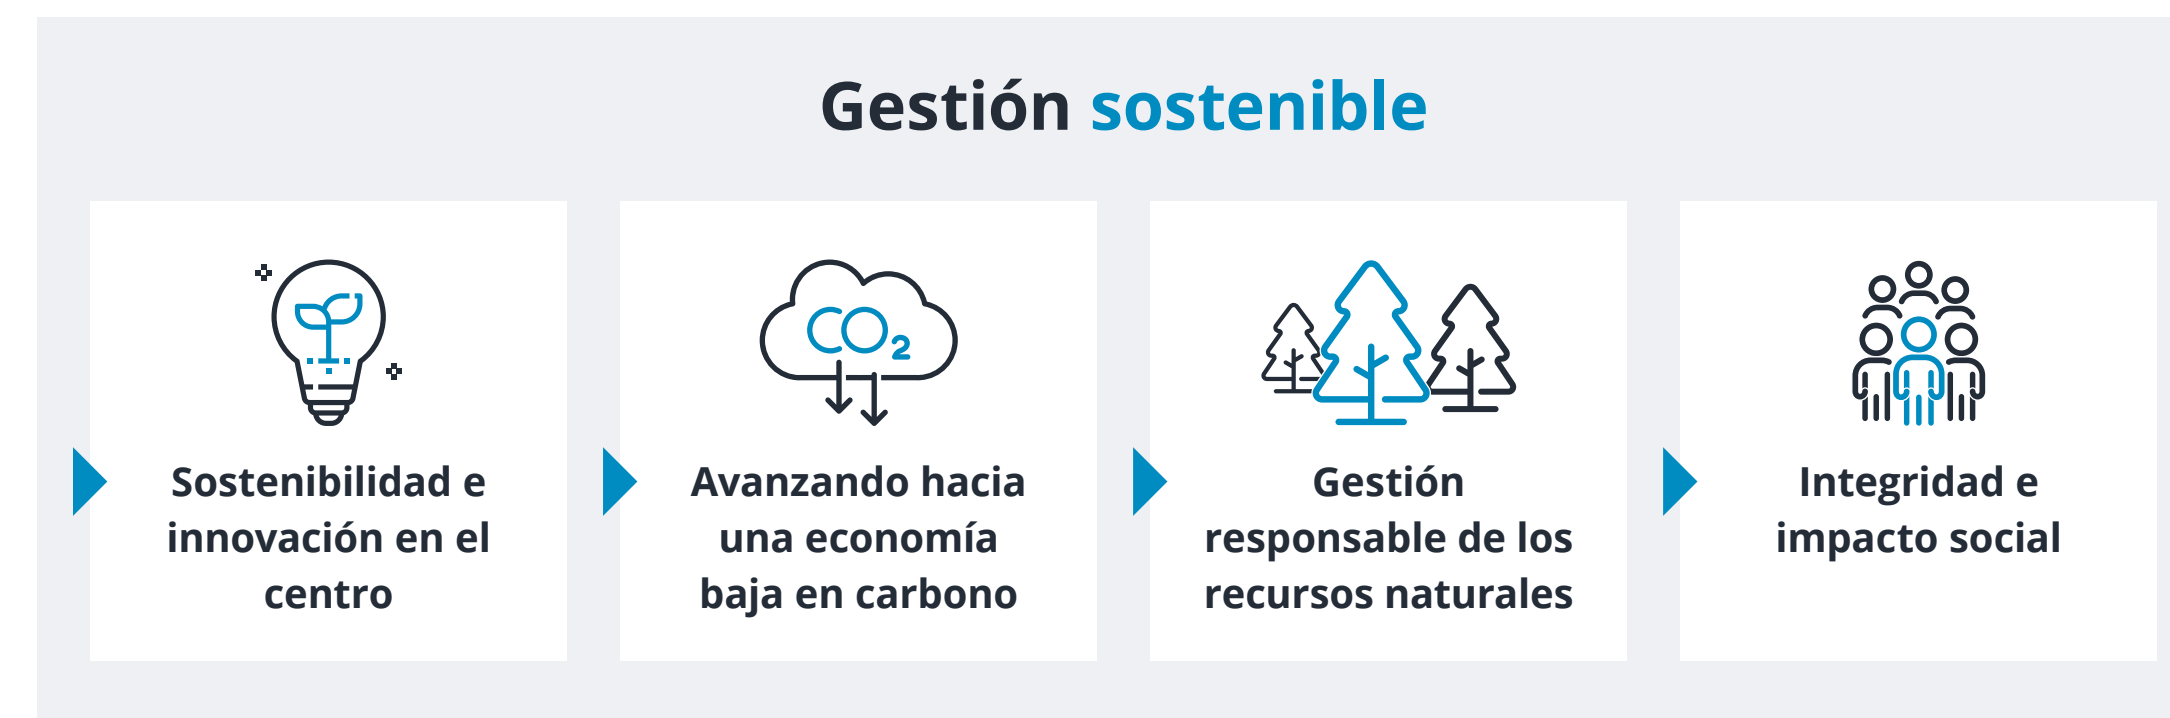 Gestión sostenible
CO₂
Sostenibilidad e
innovación en el
centro
Avanzando hacia
una economía
baja en carbono
Gestión
responsable de los
recursos naturales
Integridad e
impacto social